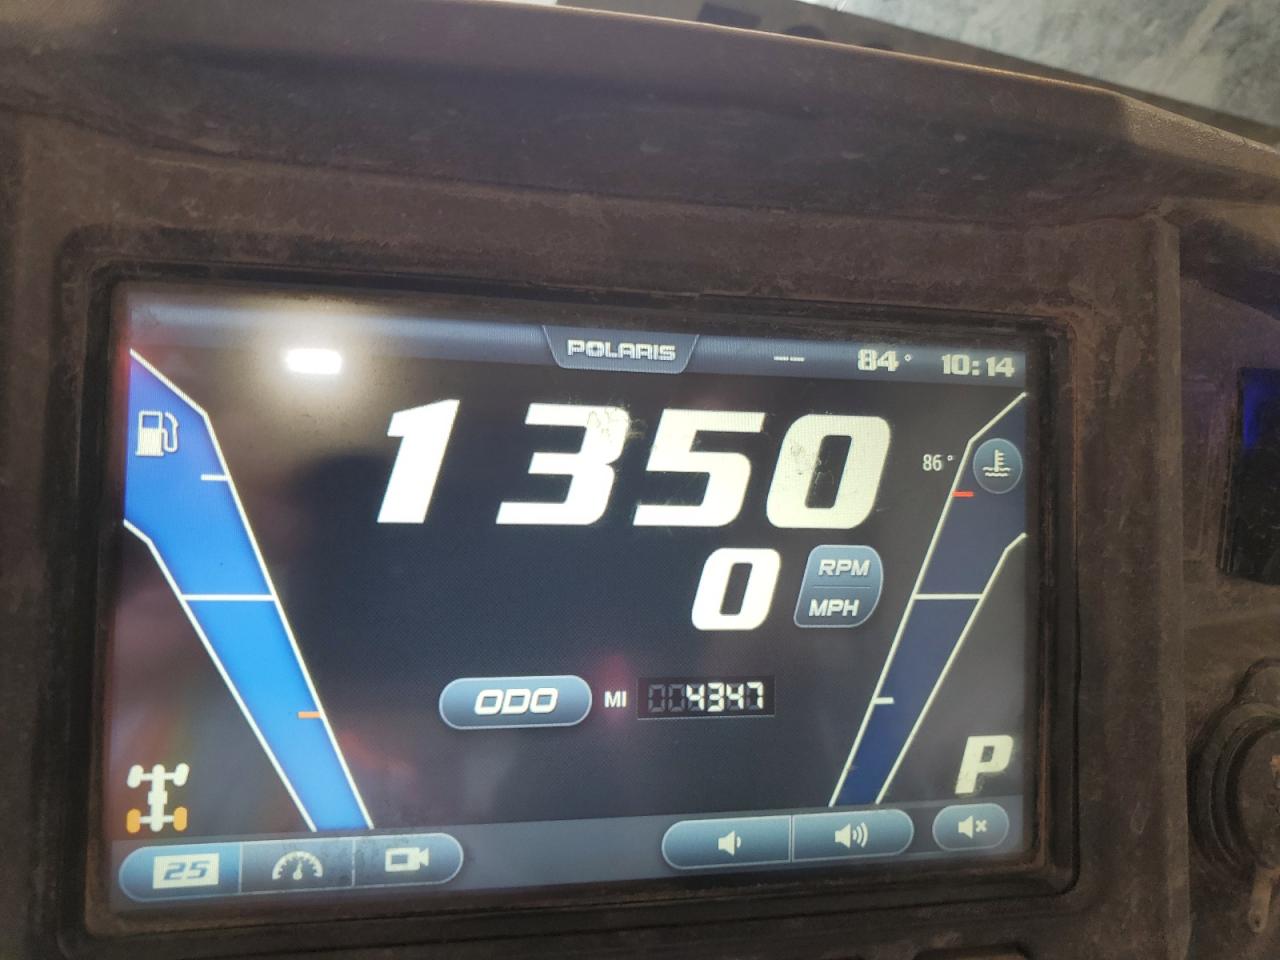 POLARIS -- 84° 10:14
1350
86°
0 RPM
MPH
ODO MI 004347
P
25